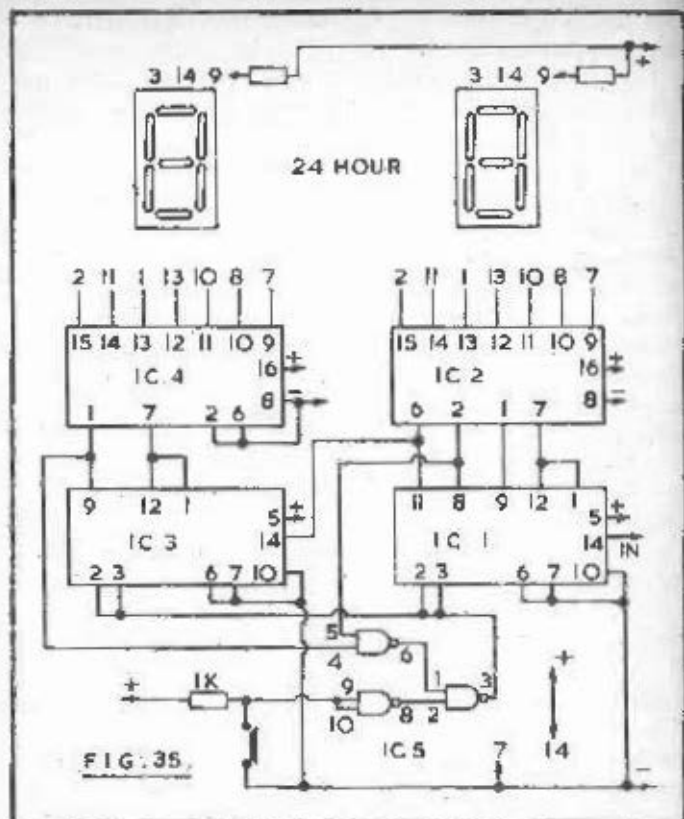 3 14 9 + 3 14 9
24 HOUR
2 11 1 13 10 8 7 2 11 1 13 10 8 7
15 14 13 12 11 10 9 15 14 13 12 11 10 9
IC.4 16 + IC 2 16 +
8 - 8 -
1 7 2 6 6 2 1 7
9 12 1 5 + 11 8 9 12 1 5 +
IC 3 14 IC 1 14 IN
2 3 6 7 10 2 3 6 7 10
5
4 6
+ 1K 9 1 3 +
10 8 2
IC5 7 14
FIG.35. -